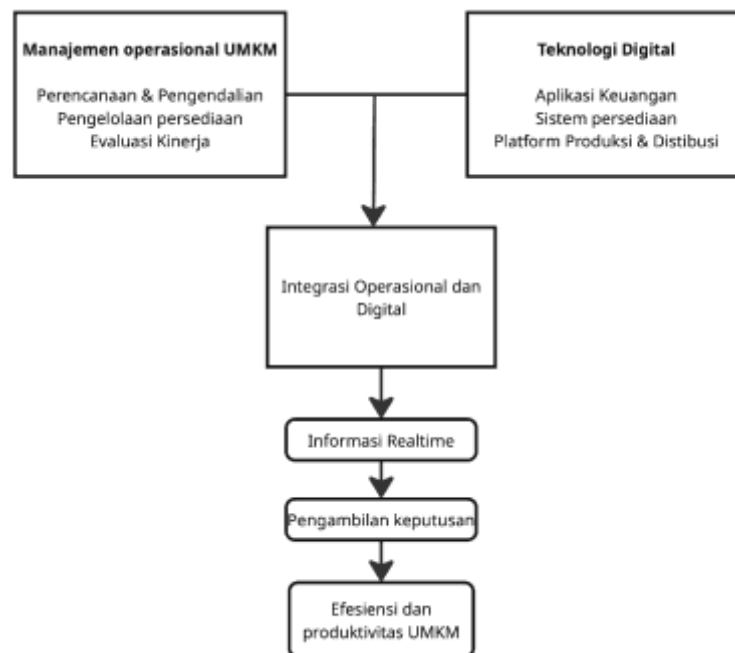 Manajemen operasional UMKM
Perencanaan & Pengendalian
Pengelolaan persediaan
Evaluasi Kinerja
Teknologi Digital
Aplikasi Keuangan
Sistem persediaan
Platform Produksi & Distibusi
Integrasi Operasional dan
Digital
Informasi Realtime
Pengambilan keputusan
Efesiensi dan
produktivitas UMKM